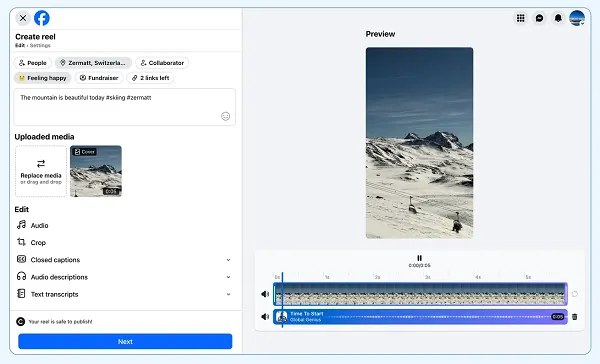 Create reel
Edit · Settings
People
Zermatt, Switzerla...
Collaborator
Feeling happy
Fundraiser
2 links left
The mountain is beautiful today #skiing #zermatt
Uploaded media
Replace media
or drag and drop
Cover
0:05
Edit
Audio
Crop
Closed captions
Audio descriptions
Text transcripts
Your reel is safe to publish!
Next
Preview
0:00/0:05
0s
1s
2s
3s
4s
5s
Time To Start
Global Genius
0:05